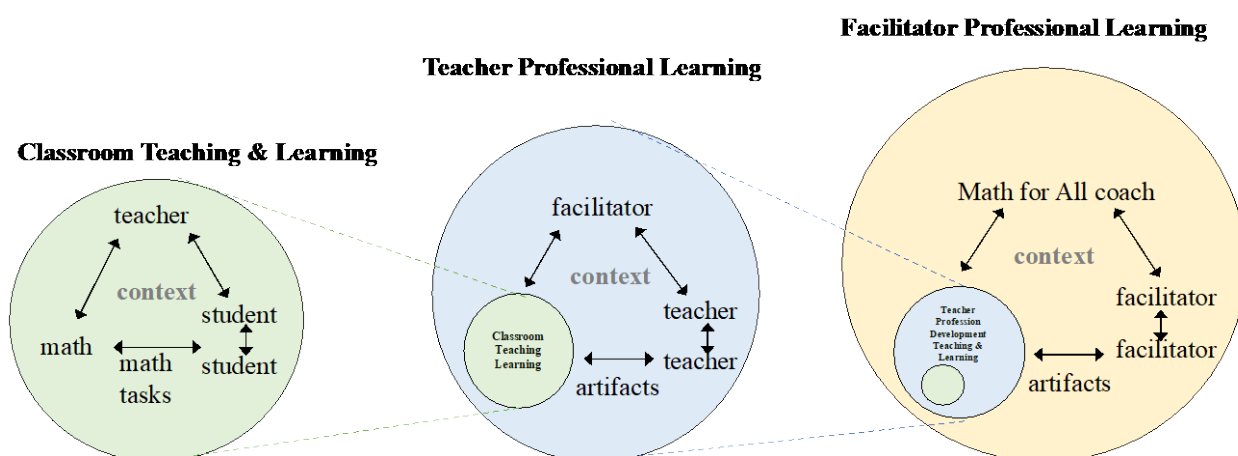 Facilitator Professional Learning
Teacher Professional Learning
Classroom Teaching & Learning
teacher
context
student
math
student
math
tasks
facilitator
context
teacher
Classroom
Teaching
Learning
teacher
artifacts
Math for All coach
context
facilitator
Teacher
Profession
Development
Teaching &
Learning
facilitator
artifacts